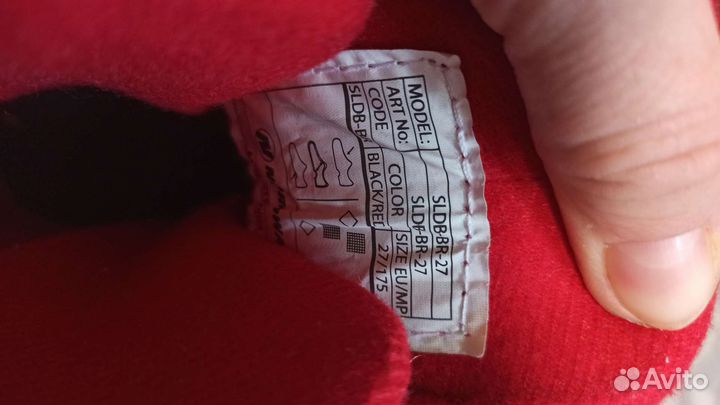 MODEL: SLDB-BR-27
ART No: SLDB-BR-27
CODE COLOR SIZE EU/MP
SLDB-B BLACK/RED 27/175
Avito